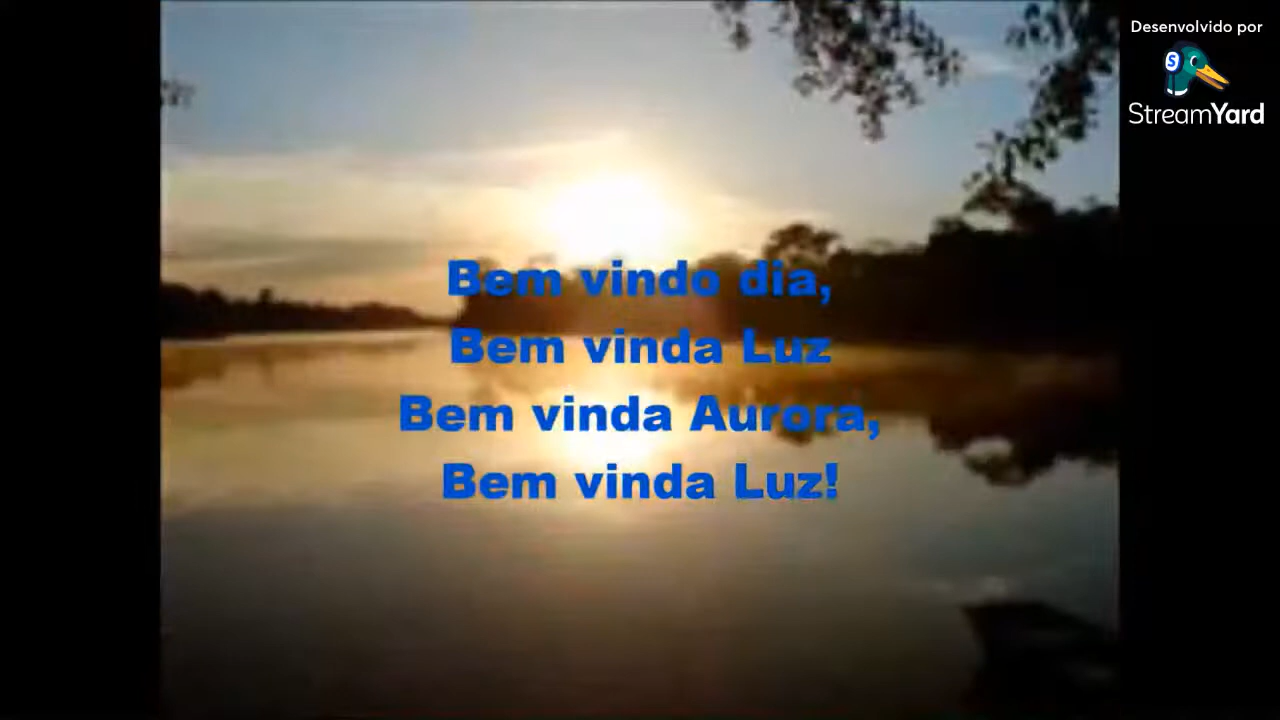 Desenvolvido por
StreamYard
Bem vindo dia,
Bem vinda Luz
Bem vinda Aurora,
Bem vinda Luz!